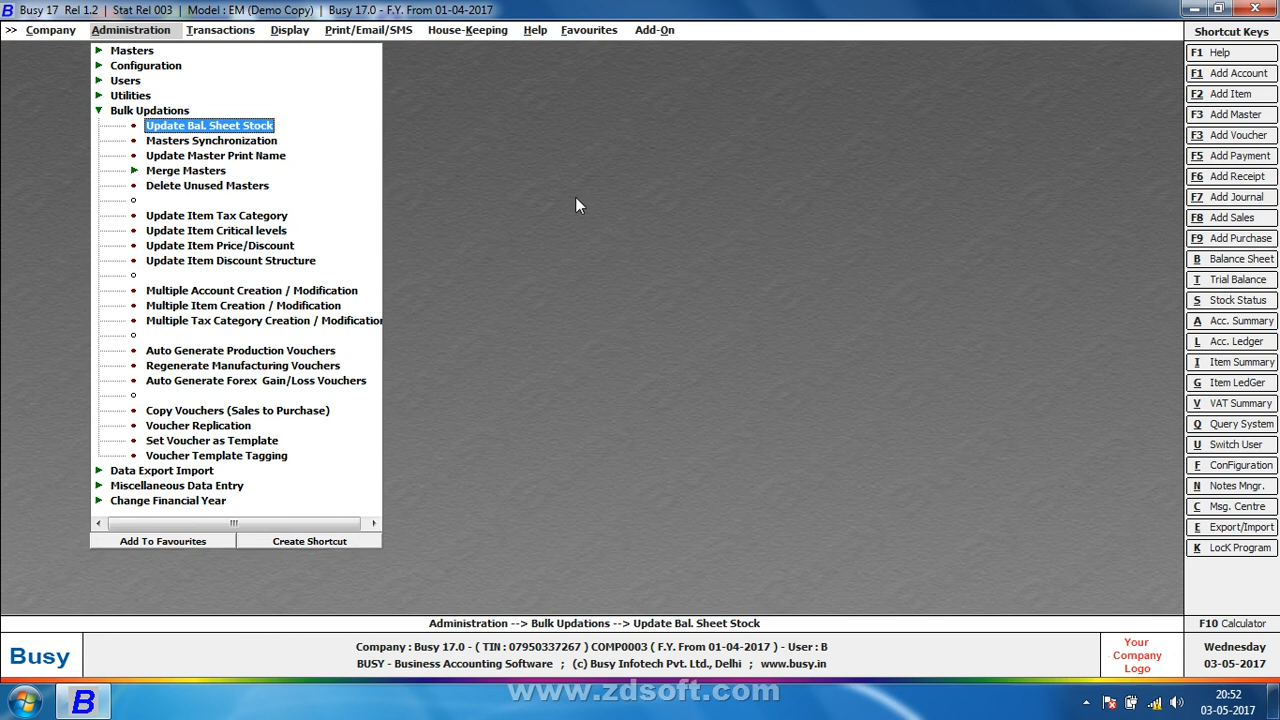 Busy 17 Rel 1.2 | Stat Rel 003 | Model : EM (Demo Copy) | Busy 17.0 - F.Y. From 01-04-2017
>> Company Administration Transactions Display Print/Email/SMS House-Keeping Help Favourites Add-On
Masters
Configuration
Users
Utilities
Bulk Updations
Update Bal. Sheet Stock
Masters Synchronization
Update Master Print Name
Merge Masters
Delete Unused Masters
Update Item Tax Category
Update Item Critical levels
Update Item Price/Discount
Update Item Discount Structure
Multiple Account Creation / Modification
Multiple Item Creation / Modification
Multiple Tax Category Creation / Modification
Auto Generate Production Vouchers
Regenerate Manufacturing Vouchers
Auto Generate Forex Gain/Loss Vouchers
Copy Vouchers (Sales to Purchase)
Voucher Replication
Set Voucher as Template
Voucher Template Tagging
Data Export Import
Miscellaneous Data Entry
Change Financial Year
Add To Favourites Create Shortcut
Shortcut Keys
F1 Help
F1 Add Account
F2 Add Item
F3 Add Master
F3 Add Voucher
F5 Add Payment
F6 Add Receipt
F7 Add Journal
F8 Add Sales
F9 Add Purchase
B Balance Sheet
T Trial Balance
S Stock Status
A Acc. Summary
L Acc. Ledger
I Item Summary
G Item LedGer
V VAT Summary
Q Query System
U Switch User
F ConFiguration
N Notes Mngr.
C Msg. Centre
E Export/Import
K LocK Program
F10 Calculator
Administration --> Bulk Updations --> Update Bal. Sheet Stock
Busy
Company : Busy 17.0 - ( TIN : 07950337267 ) COMP0003 ( F.Y. From 01-04-2017 ) - User : B
BUSY - Business Accounting Software ; (c) Busy Infotech Pvt. Ltd., Delhi ; www.busy.in
Your
Company
Logo
Wednesday
03-05-2017
B
www.zdsoft.com
20:52
03-05-2017